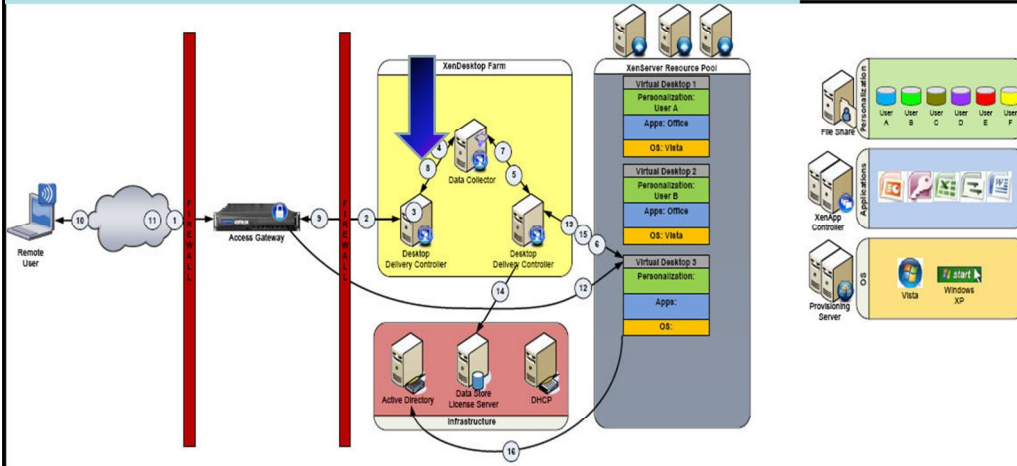 XenDesktop Farm
XenServer Resource Pool
Virtual Desktop 1
Personalization:
User A
Apps: Office
OS: Vista
Virtual Desktop 2
Personalization:
User B
Apps: Office
OS: Vista
Virtual Desktop 3
Personalization:
Apps:
OS:
Personalization
File Share
User A
User B
User C
User D
User E
User F
Applications
XenApp
Controller
OS
Provisioning
Server
Vista
start
Windows
XP
Data Collector
4
8
7
5
3
Desktop
Delivery Controller
Desktop
Delivery Controller
15
6
Remote
User
10
11
1
FIREWALL
Access Gateway
9
FIREWALL
2
12
14
Active Directory
Data Store
License Server
DHCP
Infrastructure
16